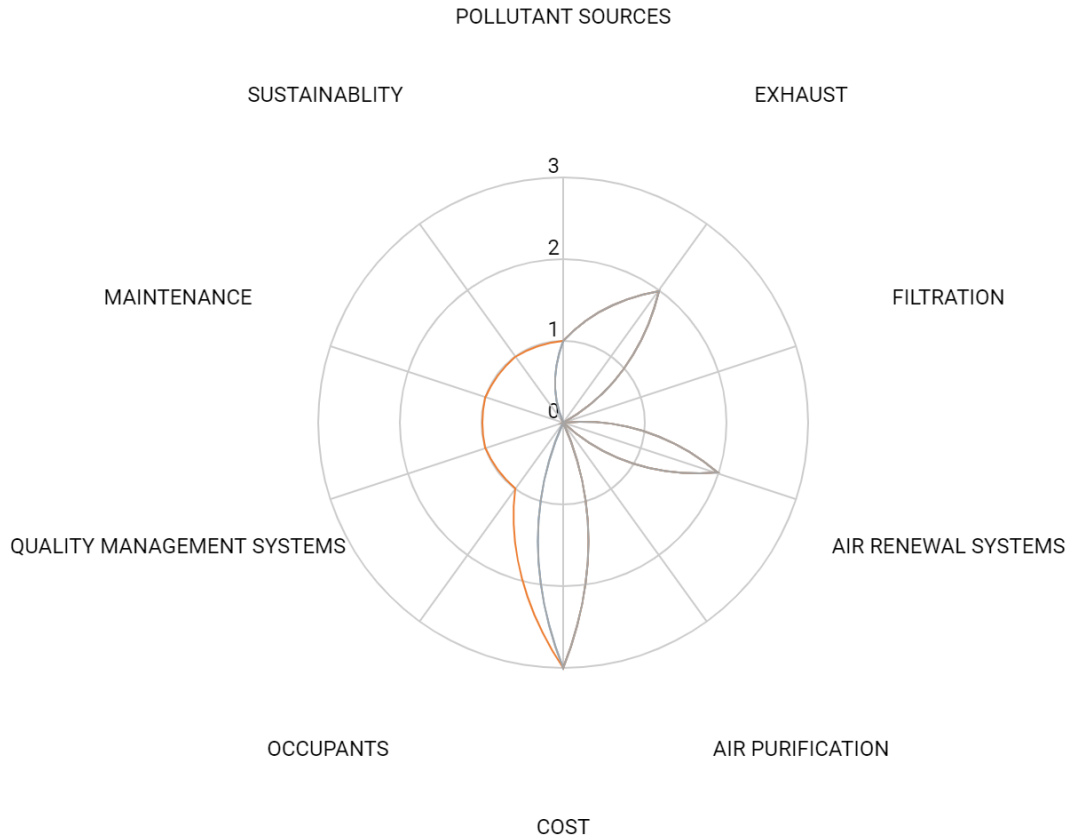 POLLUTANT SOURCES
SUSTAINABLITY
EXHAUST
3
2
MAINTENANCE
FILTRATION
1
0
QUALITY MANAGEMENT SYSTEMS
AIR RENEWAL SYSTEMS
OCCUPANTS
AIR PURIFICATION
COST